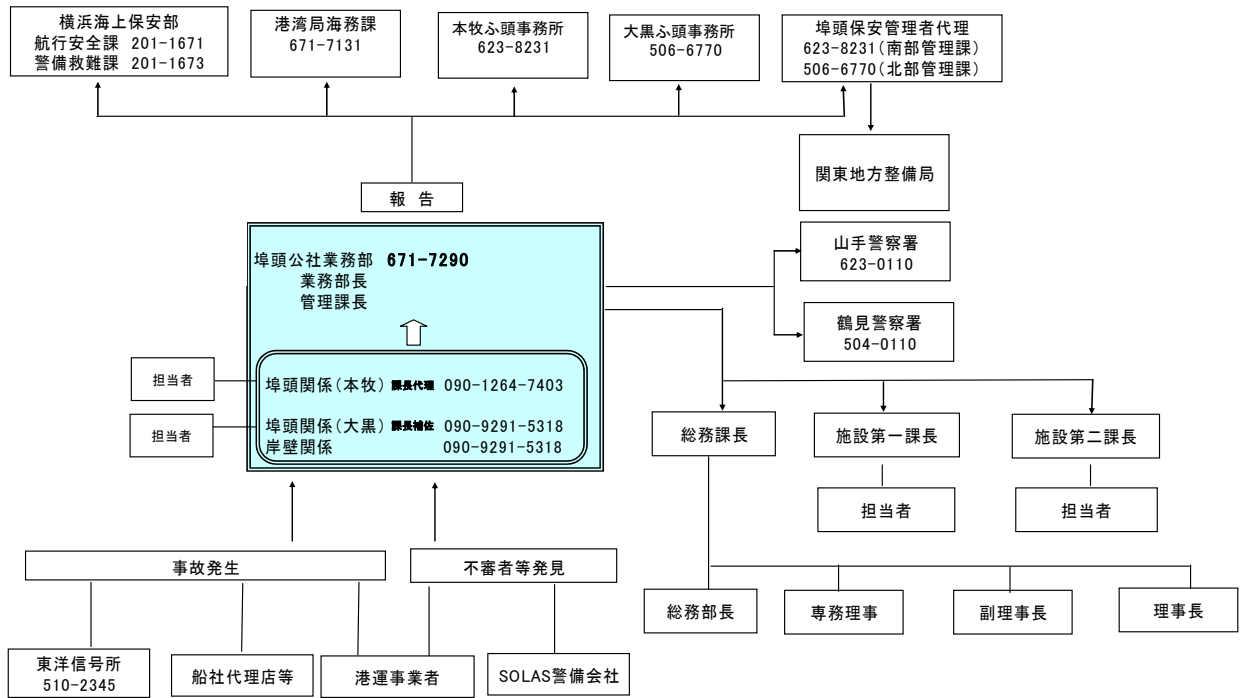 横浜海上保安部
航行安全課 201-1671
警備救難課 201-1673
港湾局海務課
671-7131
本牧ふ頭事務所
623-8231
大黒ふ頭事務所
506-6770
埠頭保安管理者代理
623-8231(南部管理課)
506-6770(北部管理課)
関東地方整備局
報 告
埠頭公社業務部 671-7290
業務部長
管理課長
山手警察署
623-0110
鶴見警察署
504-0110
担当者
埠頭関係(本牧) 課長代理 090-1264-7403
担当者
埠頭関係(大黒) 課長補佐 090-9291-5318
岸壁関係 090-9291-5318
総務課長
施設第一課長
施設第二課長
担当者
担当者
事故発生
不審者等発見
総務部長
専務理事
副理事長
理事長
東洋信号所
510-2345
船社代理店等
港運事業者
SOLAS警備会社